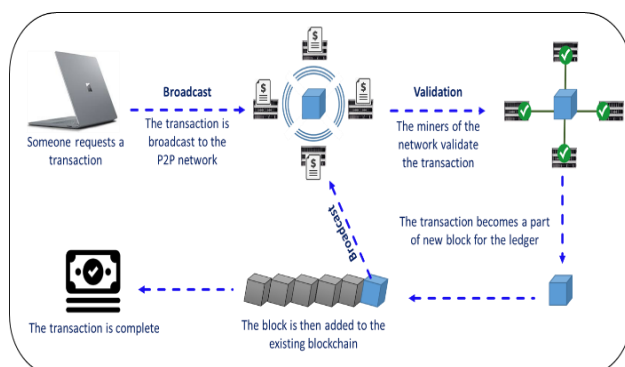 Broadcast
Someone requests a
transaction
The transaction is
broadcast to the
P2P network
$
$
$
$
Validation
The miners of the
network validate
the transaction
The transaction becomes a part
of new block for the ledger
Broadcast
The block is then added to the
existing blockchain
The transaction is complete